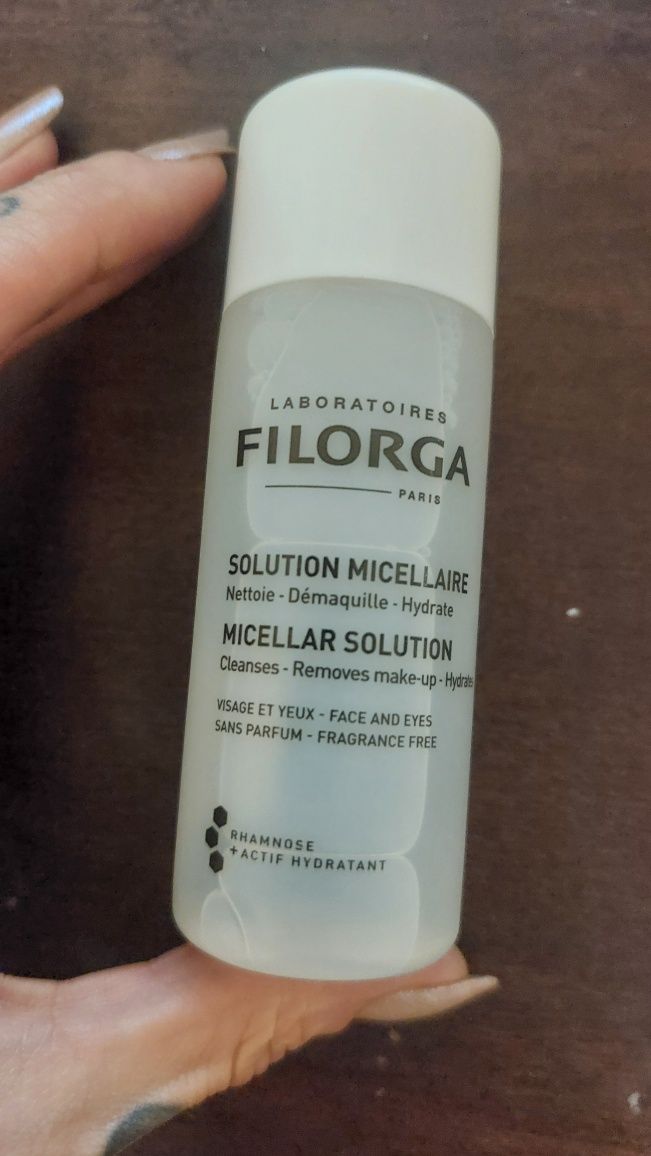 LABORATOIRES
FILORGA
PARIS
SOLUTION MICELLAIRE
Nettoie - Démaquille - Hydrate
MICELLAR SOLUTION
Cleanses - Removes make-up - Hydrates
VISAGE ET YEUX - FACE AND EYES
SANS PARFUM - FRAGRANCE FREE
RHAMNOSE
+ACTIF HYDRATANT